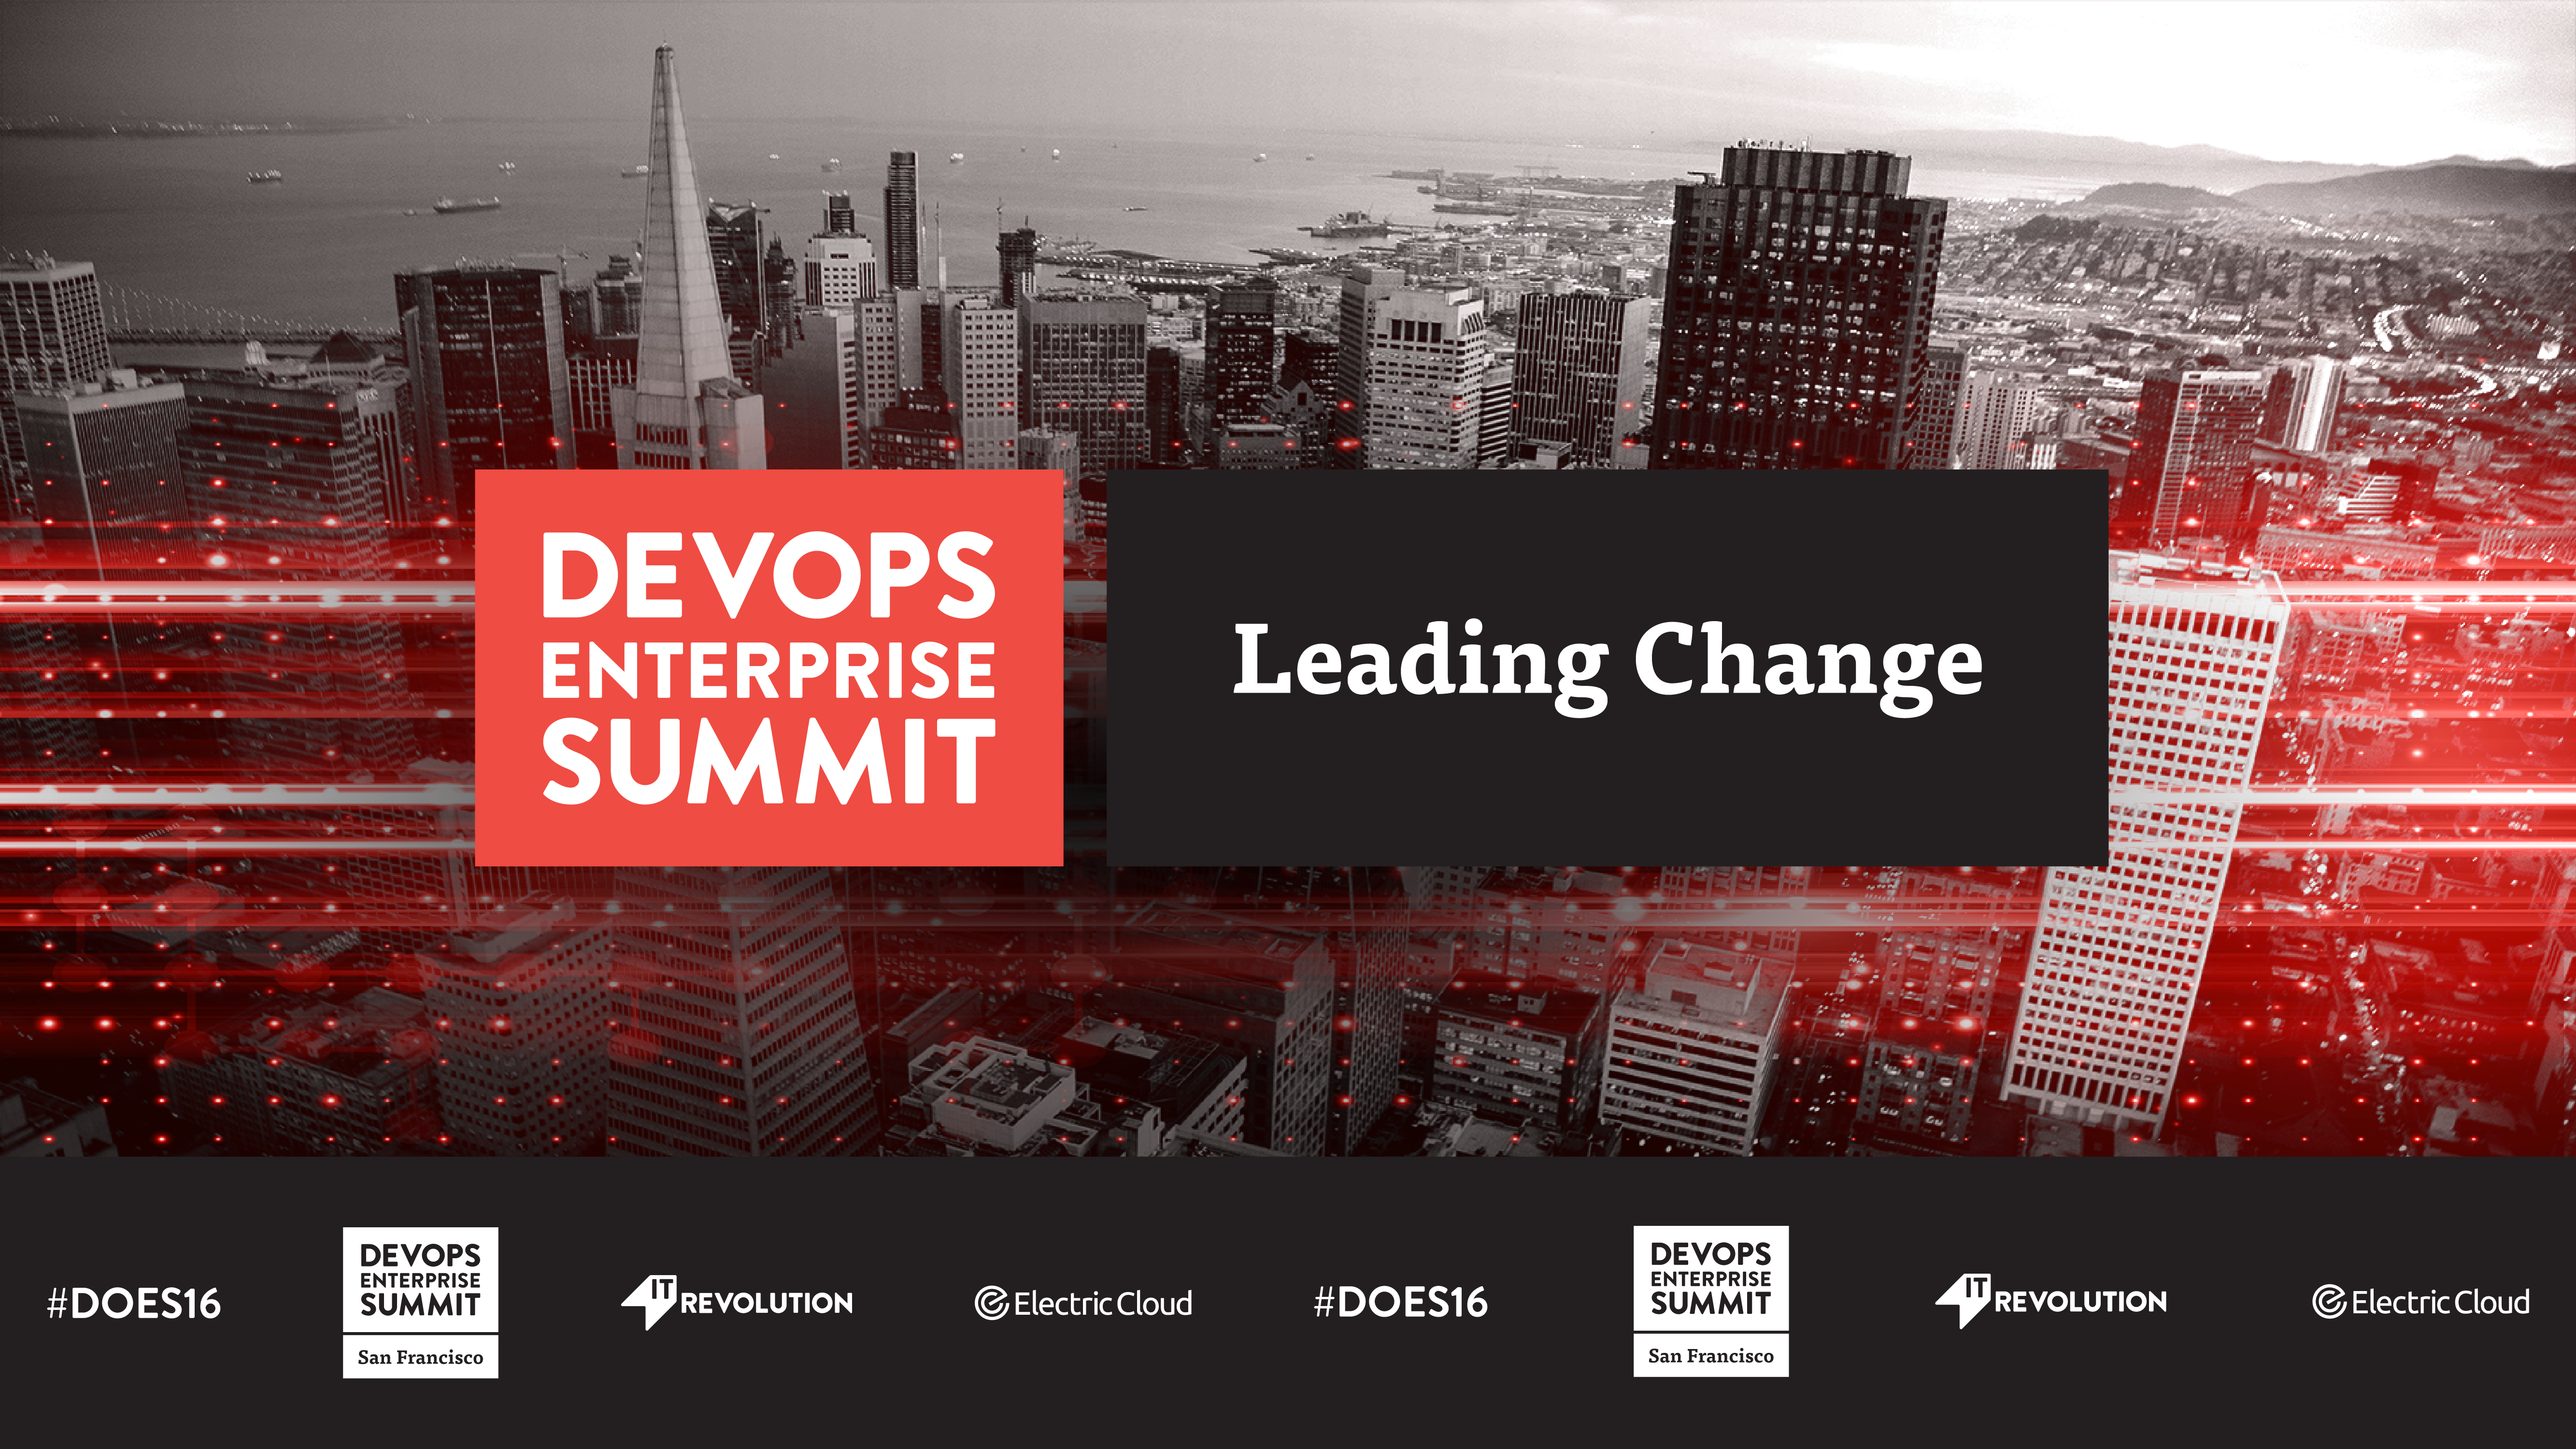 DEVOPS
ENTERPRISE
SUMMIT
Leading Change
#DOES16
DEVOPS
ENTERPRISE
SUMMIT
San Francisco
IT REVOLUTION
Electric Cloud
#DOES16
DEVOPS
ENTERPRISE
SUMMIT
San Francisco
IT REVOLUTION
Electric Cloud